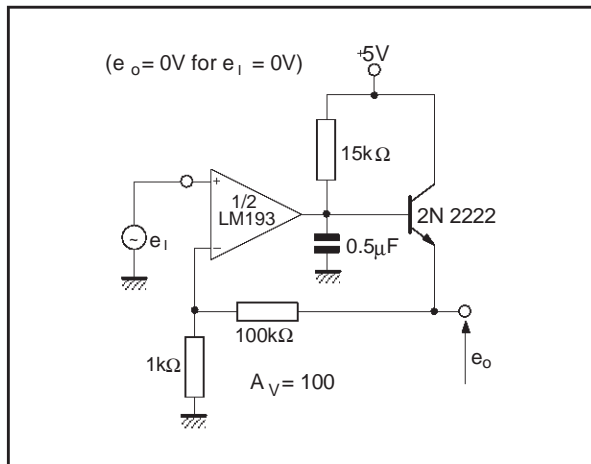 +5V
(e o = 0V for e I = 0V)
15kΩ
1/2
LM193
+
−
2N 2222
0.5μF
~
e I
100kΩ
1kΩ
A V = 100
e o